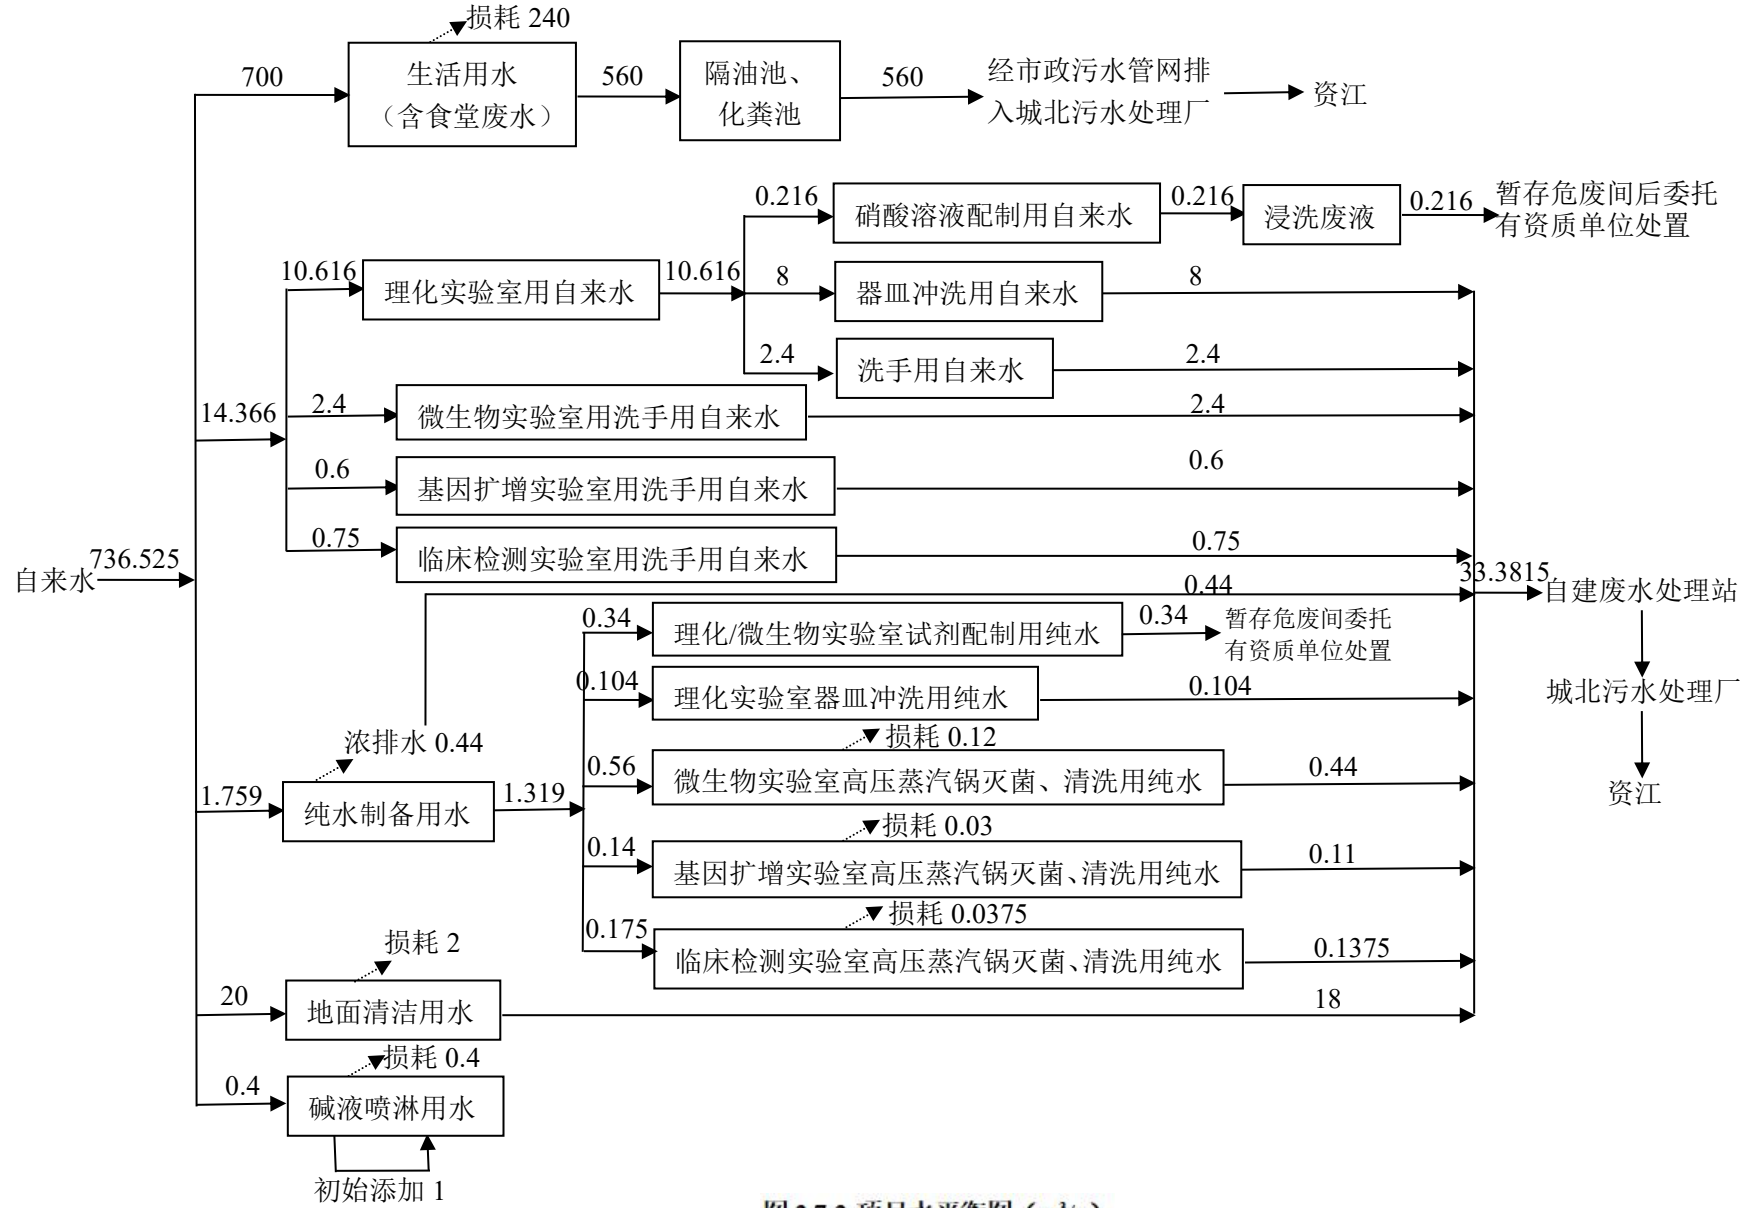 损耗 240
700
生活用水
（含食堂废水）
560
隔油池、
化粪池
560
经市政污水管网排
入城北污水处理厂
资江
0.216
硝酸溶液配制用自来水
0.216
浸洗废液
0.216
暂存危废间后委托
有资质单位处置
10.616
理化实验室用自来水
10.616
8
器皿冲洗用自来水
8
2.4
洗手用自来水
2.4
14.366
2.4
微生物实验室用洗手用自来水
2.4
0.6
基因扩增实验室用洗手用自来水
0.6
0.75
临床检测实验室用洗手用自来水
0.75
自来水
736.525
0.44
33.3815
自建废水处理站
城北污水处理厂
资江
0.34
理化/微生物实验室试剂配制用纯水
0.34
暂存危废间委托
有资质单位处置
0.104
理化实验室器皿冲洗用纯水
0.104
浓排水 0.44
1.759
纯水制备用水
1.319
损耗 0.12
0.56
微生物实验室高压蒸汽锅灭菌、清洗用纯水
0.44
损耗 0.03
0.14
基因扩增实验室高压蒸汽锅灭菌、清洗用纯水
0.11
损耗 0.0375
0.175
临床检测实验室高压蒸汽锅灭菌、清洗用纯水
0.1375
损耗 2
20
地面清洁用水
18
损耗 0.4
0.4
碱液喷淋用水
初始添加 1